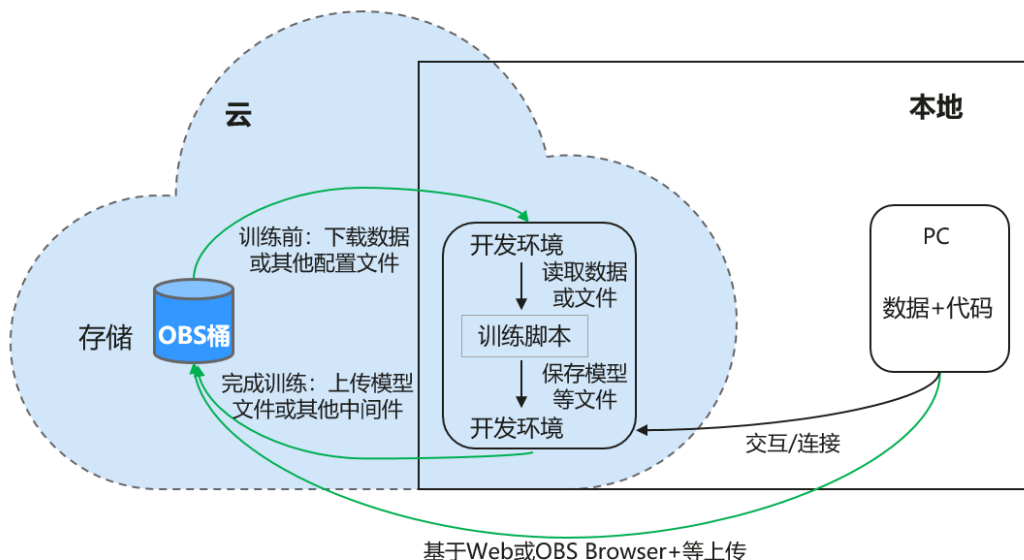 云
本地
训练前：下载数据
或其他配置文件
开发环境
读取数据
或文件
训练脚本
保存模型
等文件
开发环境
PC
数据+代码
存储
OBS桶
完成训练：上传模型
文件或其他中间件
交互/连接
基于Web或OBS Browser+等上传